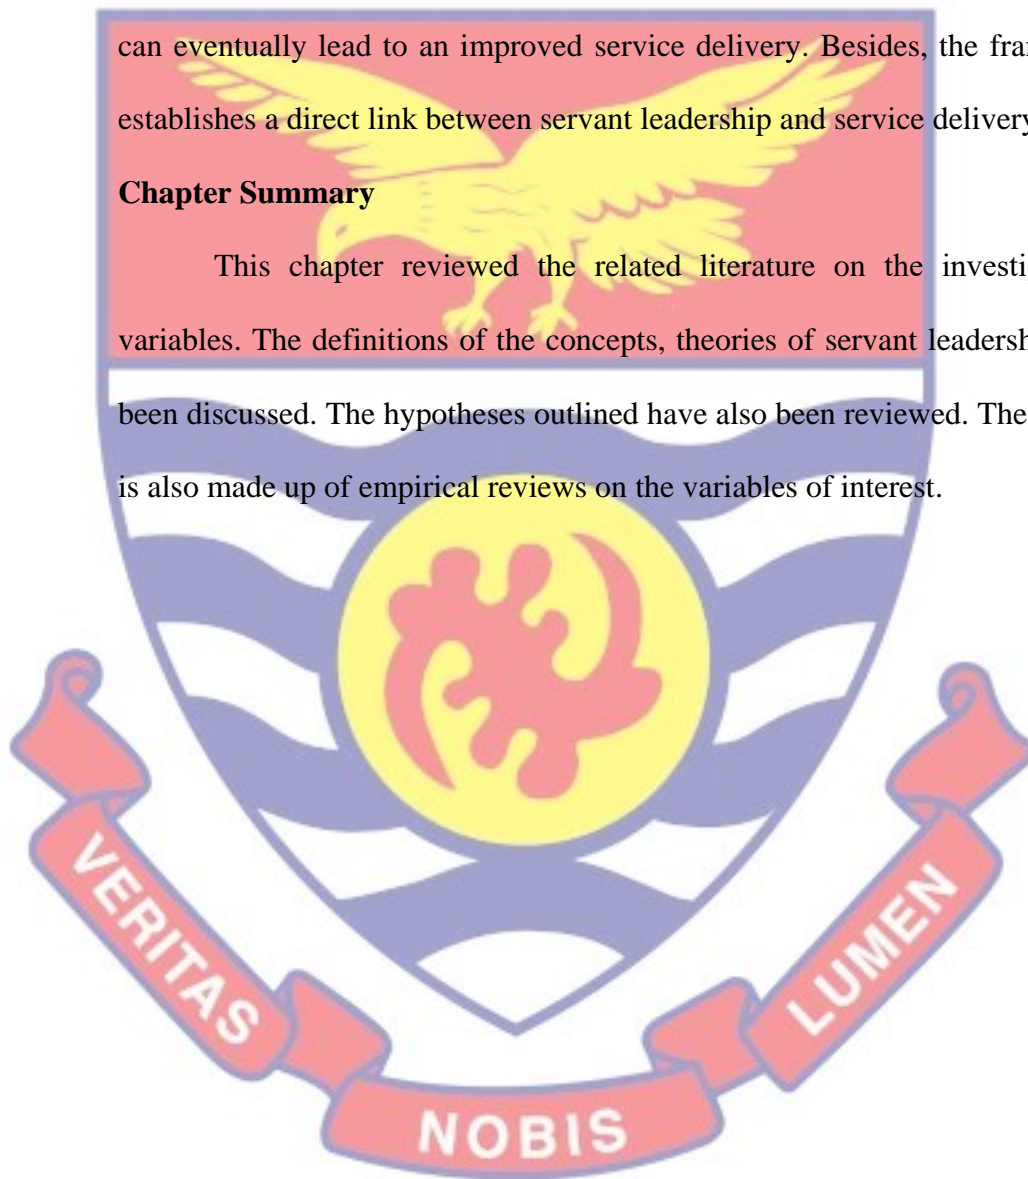 can eventually lead to an improved service delivery. Besides, the
establishes a direct link between servant leadership and service delivery
Chapter Summary
This chapter reviewed the related literature on the
variables. The definitions of the concepts, theories of servant
been discussed. The hypotheses outlined have also been reviewed. The
is also made up of empirical reviews on the variables of interest.
VERITAS
NOBIS
LUMEN